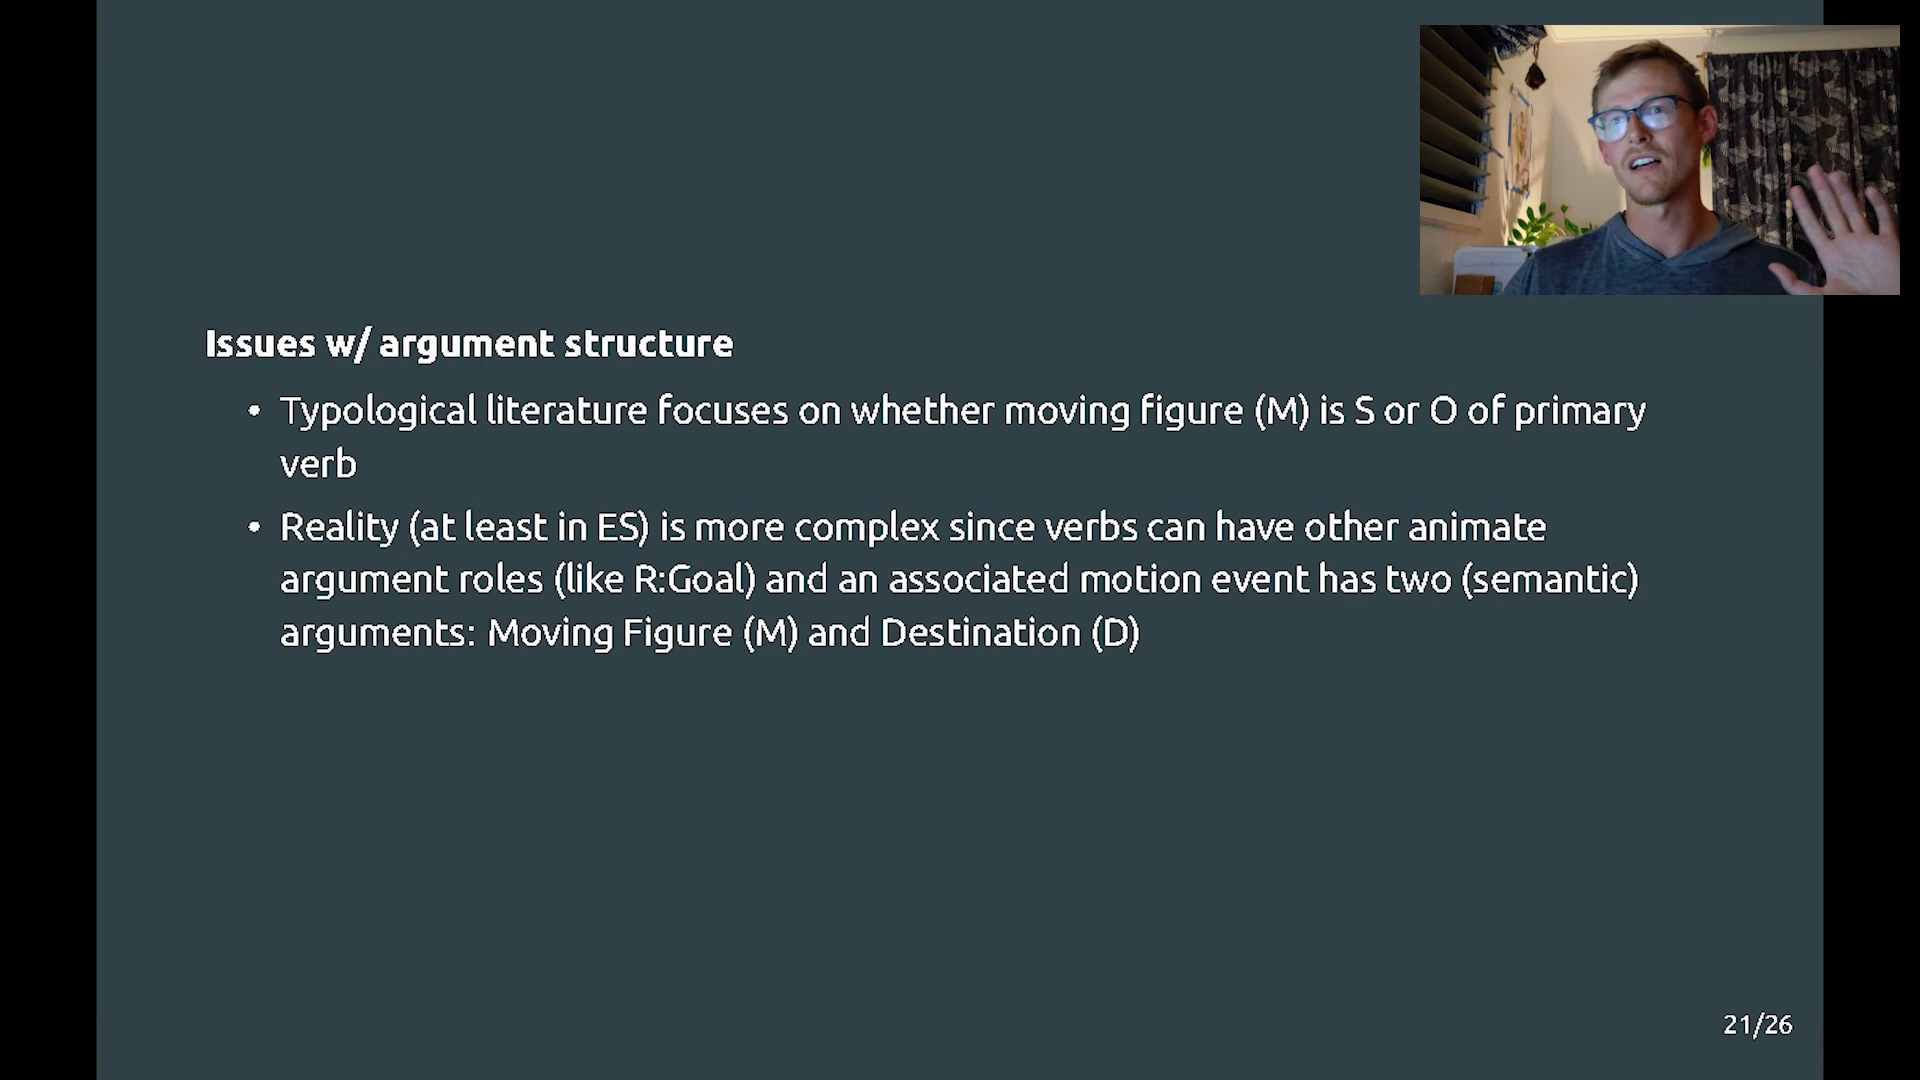 Issues w/ argument structure
• Typological literature focuses on whether moving figure (M) is S or O of primary
verb
• Reality (at least in ES) is more complex since verbs can have other animate
argument roles (like R:Goal) and an associated motion event has two (semantic)
arguments: Moving Figure (M) and Destination (D)
21/26